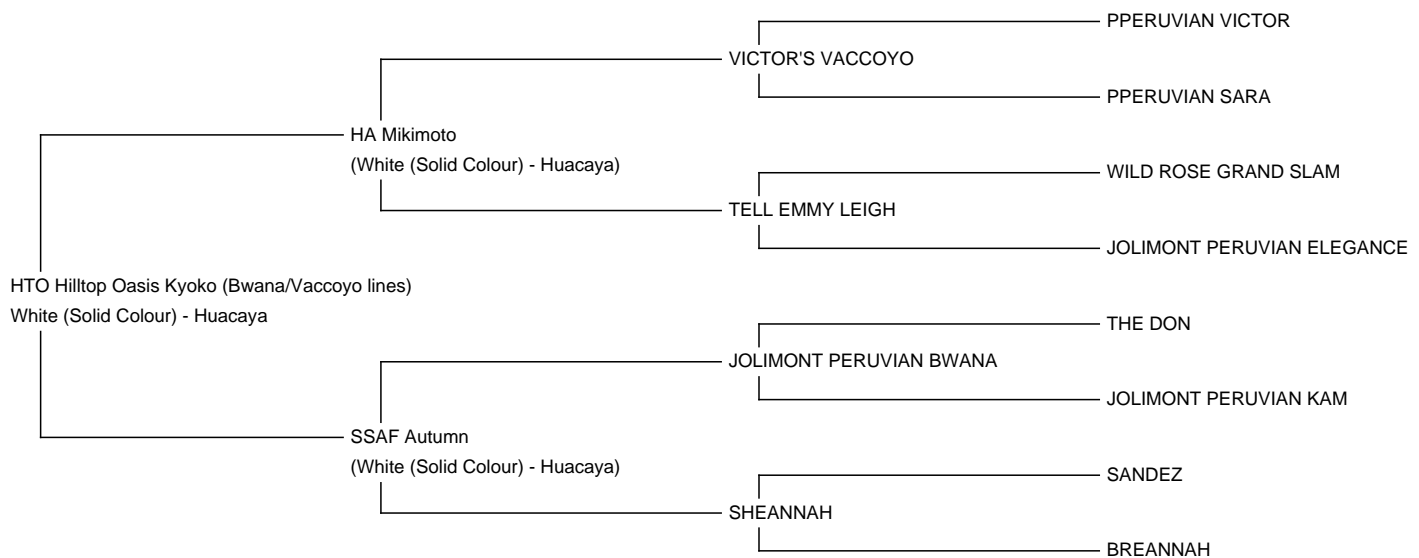 PPERUVIAN VICTOR
VICTOR'S VACCOYO
PPERUVIAN SARA
HA Mikimoto
(White (Solid Colour) - Huacaya)
WILD ROSE GRAND SLAM
TELL EMMY LEIGH
JOLIMONT PERUVIAN ELEGANCE
HTO Hilltop Oasis Kyoko (Bwana/Vaccoyo lines)
White (Solid Colour) - Huacaya
THE DON
JOLIMONT PERUVIAN BWANA
JOLIMONT PERUVIAN KAM
SSAF Autumn
(White (Solid Colour) - Huacaya)
SANDEZ
SHEANNAH
BREANNAH